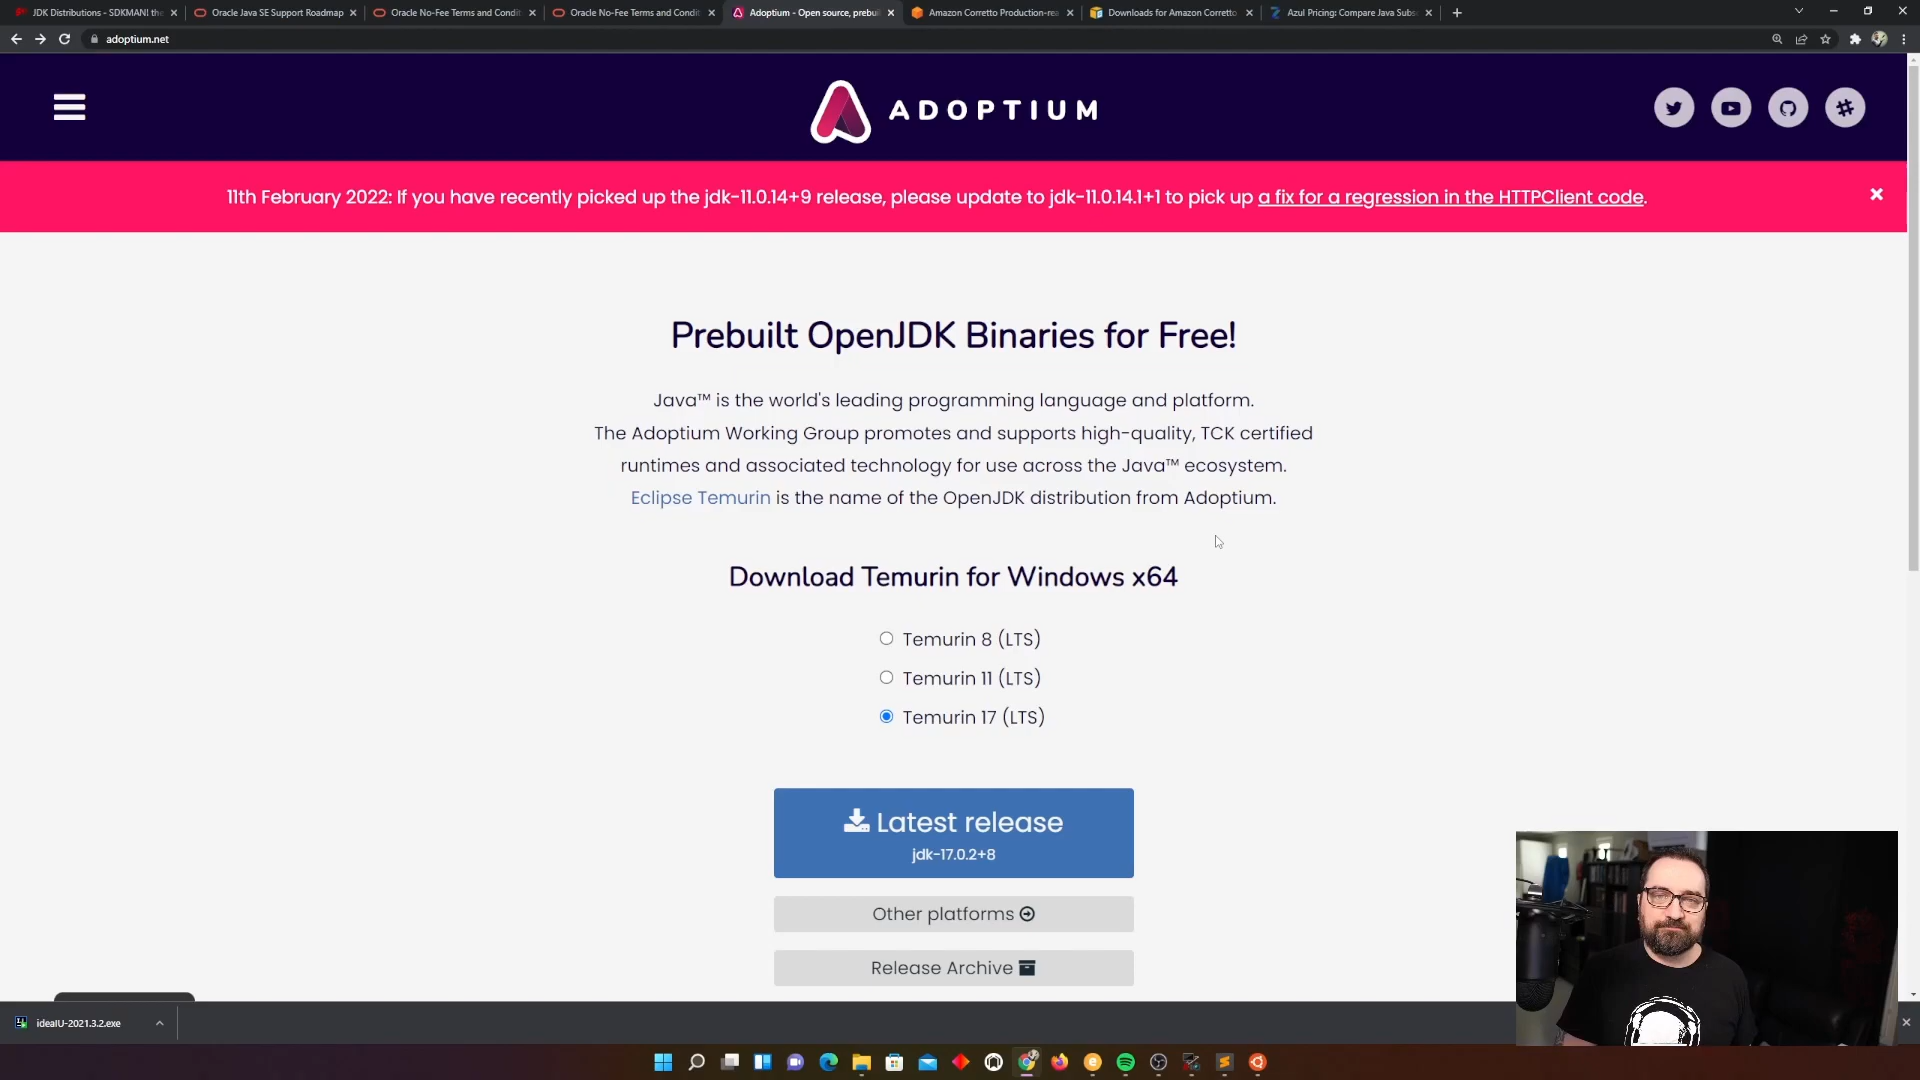 JDK Distributions - SDKMAN! the
Oracle Java SE Support Roadmap
Oracle No-Fee Terms and Condit
Oracle No-Fee Terms and Condit
Adoptium - Open source, prebui
Amazon Corretto Production-rea
Downloads for Amazon Corretto
Azul Pricing: Compare Java Subs
adoptium.net
ADOPTIUM
11th February 2022: If you have recently picked up the jdk-11.0.14+9 release, please update to jdk-11.0.14.1+1 to pick up a fix for a regression in the HTTPClient code.
Prebuilt OpenJDK Binaries for Free!
Java™ is the world's leading programming language and platform.
The Adoptium Working Group promotes and supports high-quality, TCK certified
runtimes and associated technology for use across the Java™ ecosystem.
Eclipse Temurin is the name of the OpenJDK distribution from Adoptium.
Download Temurin for Windows x64
Temurin 8 (LTS)
Temurin 11 (LTS)
Temurin 17 (LTS)
Latest release
jdk-17.0.2+8
Other platforms
Release Archive
ideaIU-2021.3.2.exe